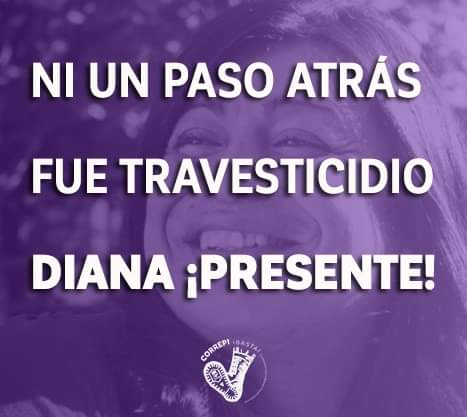 NI UN PASO ATRÁS
FUE TRAVESTICIDIO
DIANA ¡PRESENTE!
CORREPI ¡BASTA!